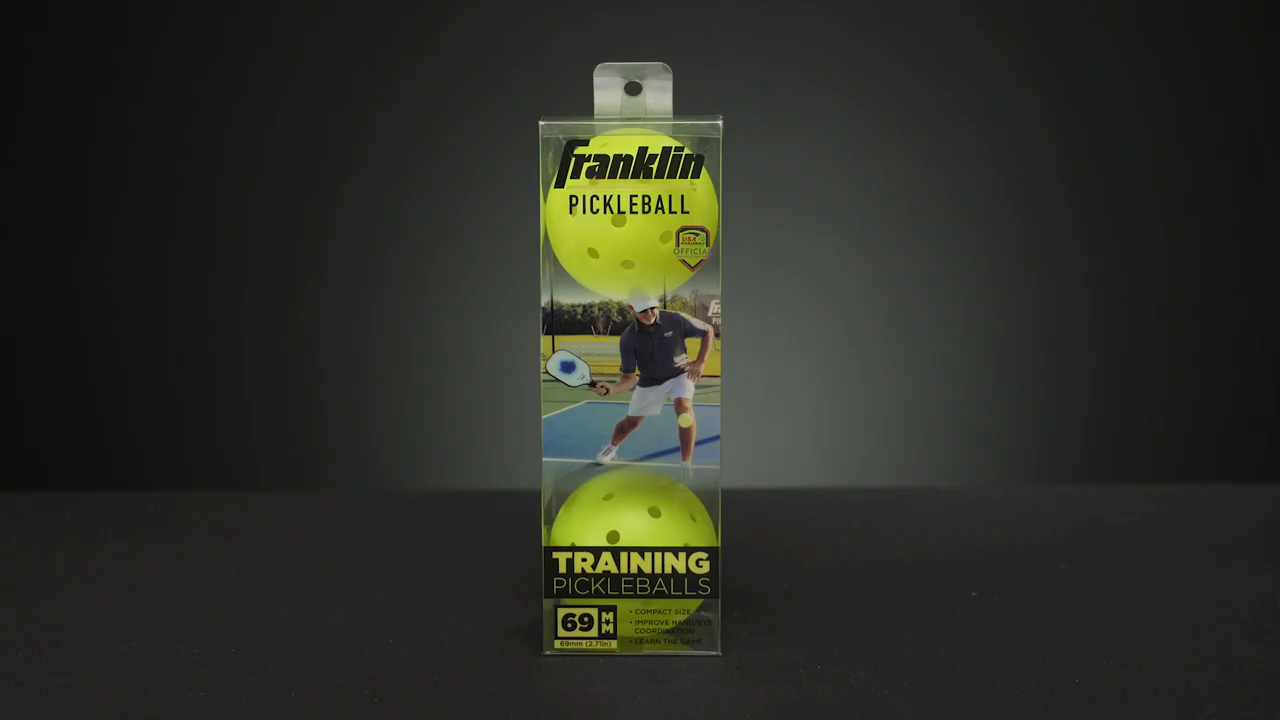 Franklin
PICKLEBALL
USA
PICKLEBALL
OFFICIAL
TRAINING
PICKLEBALLS
69 MM
69mm (2.71in)
• COMPACT SIZE
• IMPROVE HAND/EYE
COORDINATION
• LEARN THE GAME